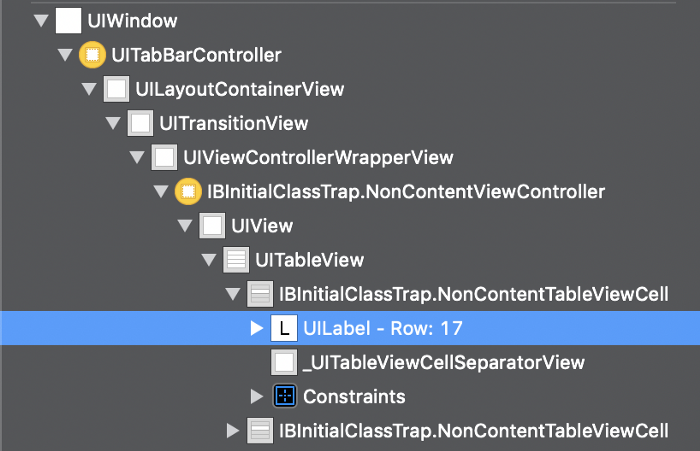 UIWindow
UITabBarController
UILayoutContainerView
UITransitionView
UIViewControllerWrapperView
IBInitialClassTrap.NonContentViewController
UIView
UITableView
IBInitialClassTrap.NonContentTableViewCell
L UILabel - Row: 17
_UITableViewCellSeparatorView
Constraints
IBInitialClassTrap.NonContentTableViewCell